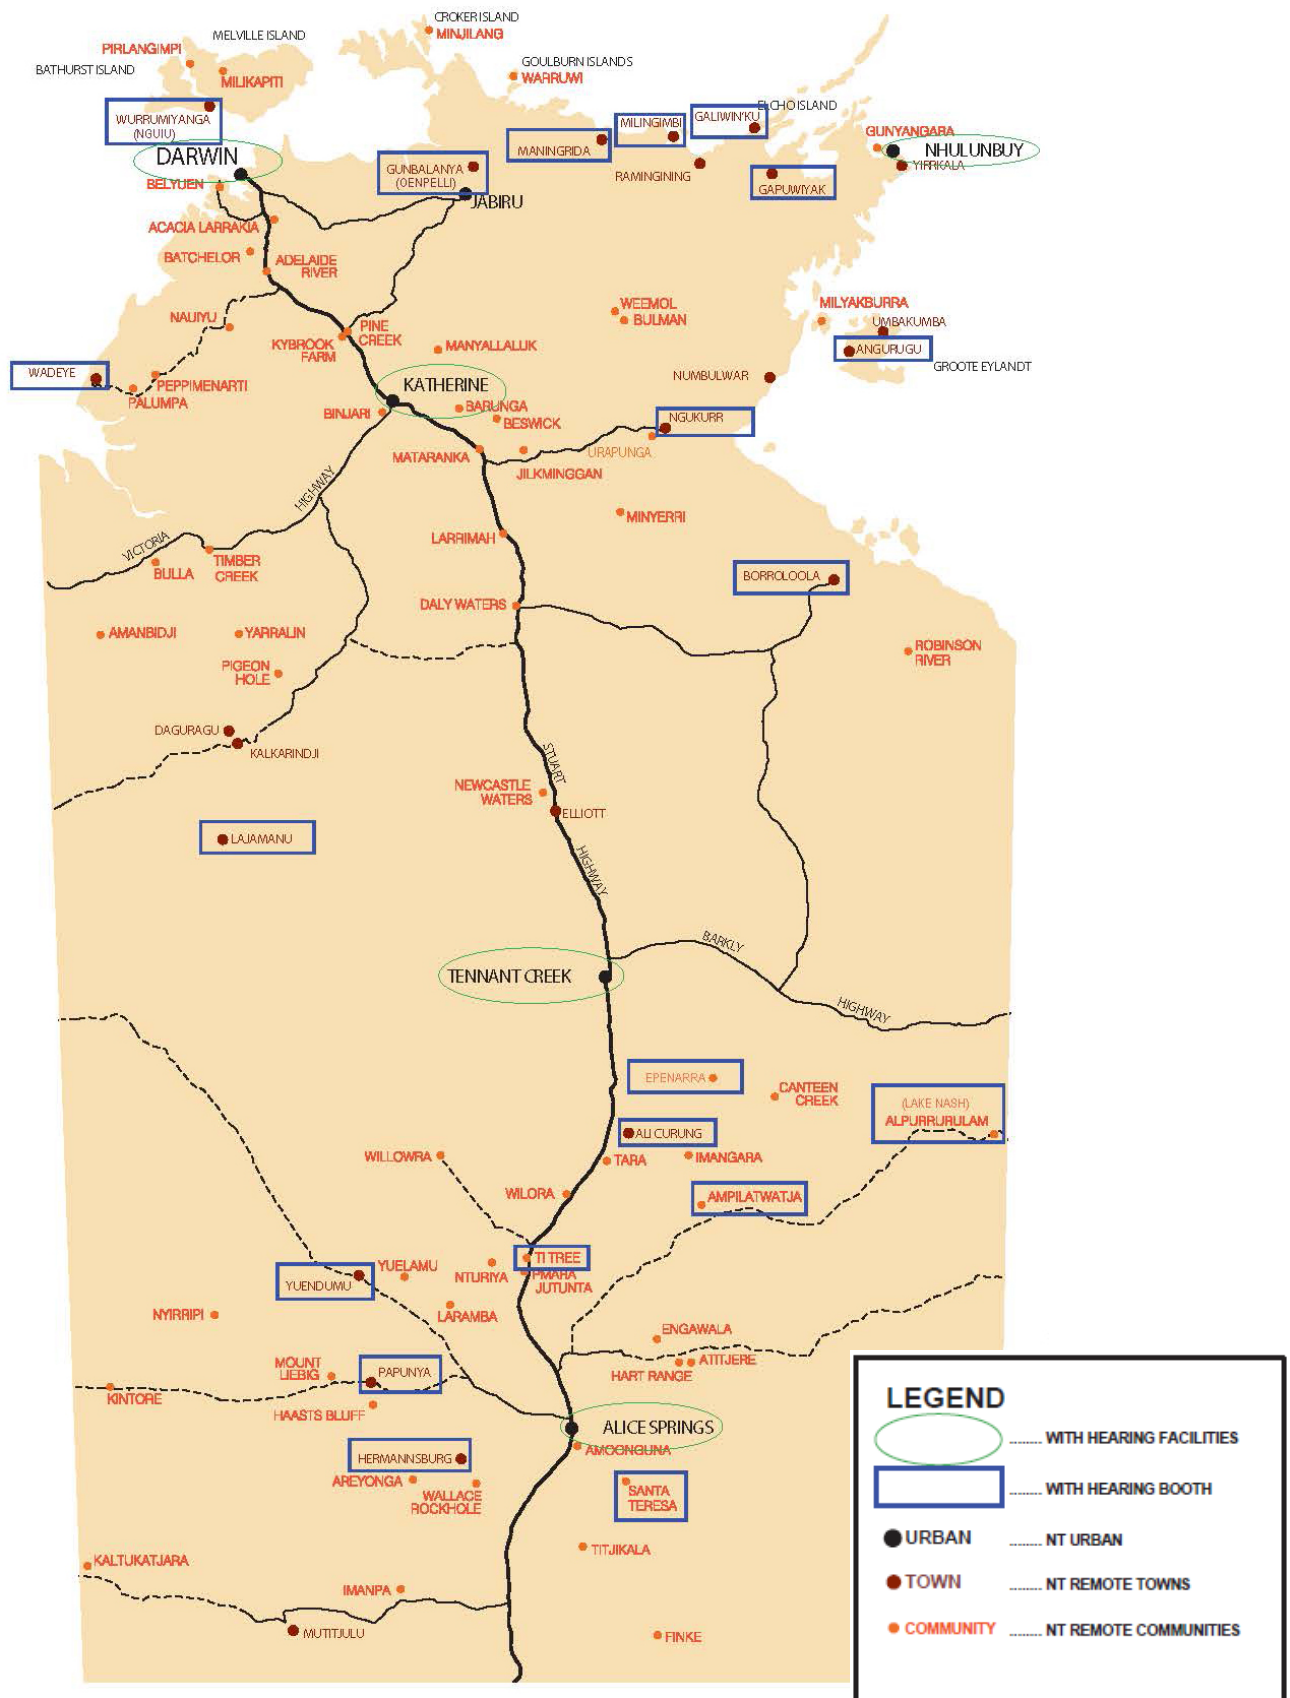 CROKER ISLAND
MINJILANG
MELVILLE ISLAND
PIRLANGIMPI
BATHURST ISLAND
MILIKAPITI
GOULBURN ISLANDS
WARRUWI
WURRUMIYANGA
(NGUIU)
DARWIN
BELYUEN
GUNBALANYA
(OENPELLI)
JABIRU
MANINGRIDA
MILINGIMBI
GALIWIN'KU
ELCHO ISLAND
RAMINGINING
GAPUWIYAK
GUNYANGARA
NHULUNBUY
YIRRKALA
ACACIA LARRAKIA
BATCHELOR
ADELAIDE
RIVER
NAUIYU
KYBROOK
FARM
PINE
CREEK
WEEMOL
BULMAN
MANYALLALUK
MILYAKBURRA
UMBAKUMBA
ANGURUGU
GROOTE EYLANDT
WADEYE
PEPPIMENARTI
PALUMPA
KATHERINE
BINJARI
BARUNGA
BESWICK
NUMBULWAR
NGUKURR
URAPUNGA
MATARANKA
JILKMINGGAN
HIGHWAY
VICTORIA
MINYERRI
LARRIMAH
TIMBER
CREEK
BULLA
BORROLOOLA
DALY WATERS
AMANBIDJI
YARRALIN
PIGEON
HOLE
ROBINSON
RIVER
DAGURAGU
KALKARINDJI
STUART
NEWCASTLE
WATERS
ELLIOTT
LAJAMANU
HIGHWAY
BARKLY
TENNANT CREEK
HIGHWAY
EPENARRA
CANTEEN
CREEK
(LAKE NASH)
ALPURRURULAM
ALI CURUNG
WILLOWRA
TARA
IMANGARA
WILORA
AMPILATWATJA
TI TREE
YUENDUMU
YUELAMU
NTURIYA
PMARA
JUTUNTA
NYIRRIPI
LARAMBA
ENGAWALA
MOUNT
LIEBIG
PAPUNYA
HART RANGE
ATITJERE
KINTORE
HAASTS BLUFF
ALICE SPRINGS
AMOONGUNA
HERMANNSBURG
AREYONGA
WALLACE
ROCKHOLE
SANTA
TERESA
TITJIKALA
KALTUKATJARA
IMANPA
MUTITJULU
FINKE
LEGEND
......... WITH HEARING FACILITIES
......... WITH HEARING BOOTH
URBAN ......... NT URBAN
TOWN ......... NT REMOTE TOWNS
COMMUNITY ......... NT REMOTE COMMUNITIES